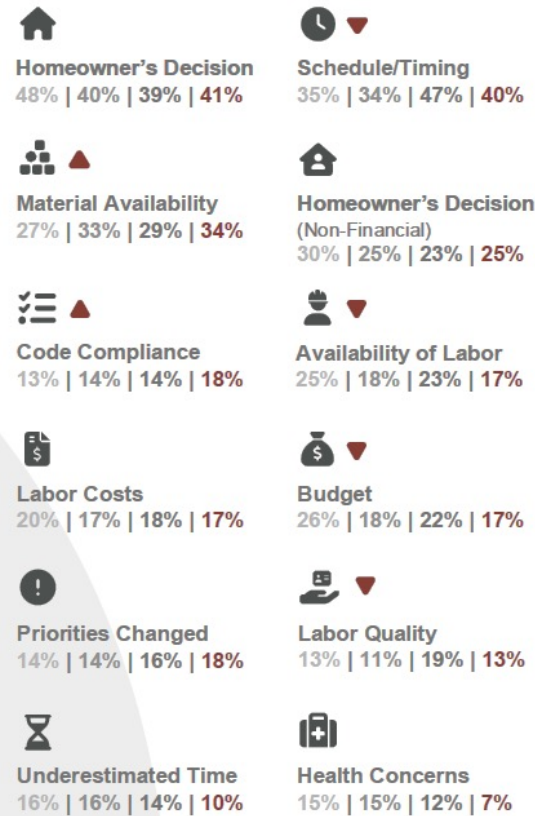 Homeowner's Decision
48% | 40% | 39% | 41%
Schedule/Timing
35% | 34% | 47% | 40%
Material Availability
27% | 33% | 29% | 34%
Homeowner's Decision
(Non-Financial)
30% | 25% | 23% | 25%
Code Compliance
13% | 14% | 14% | 18%
Availability of Labor
25% | 18% | 23% | 17%
Labor Costs
20% | 17% | 18% | 17%
Budget
26% | 18% | 22% | 17%
Priorities Changed
14% | 14% | 16% | 18%
Labor Quality
13% | 11% | 19% | 13%
Underestimated Time
16% | 16% | 14% | 10%
Health Concerns
15% | 15% | 12% | 7%